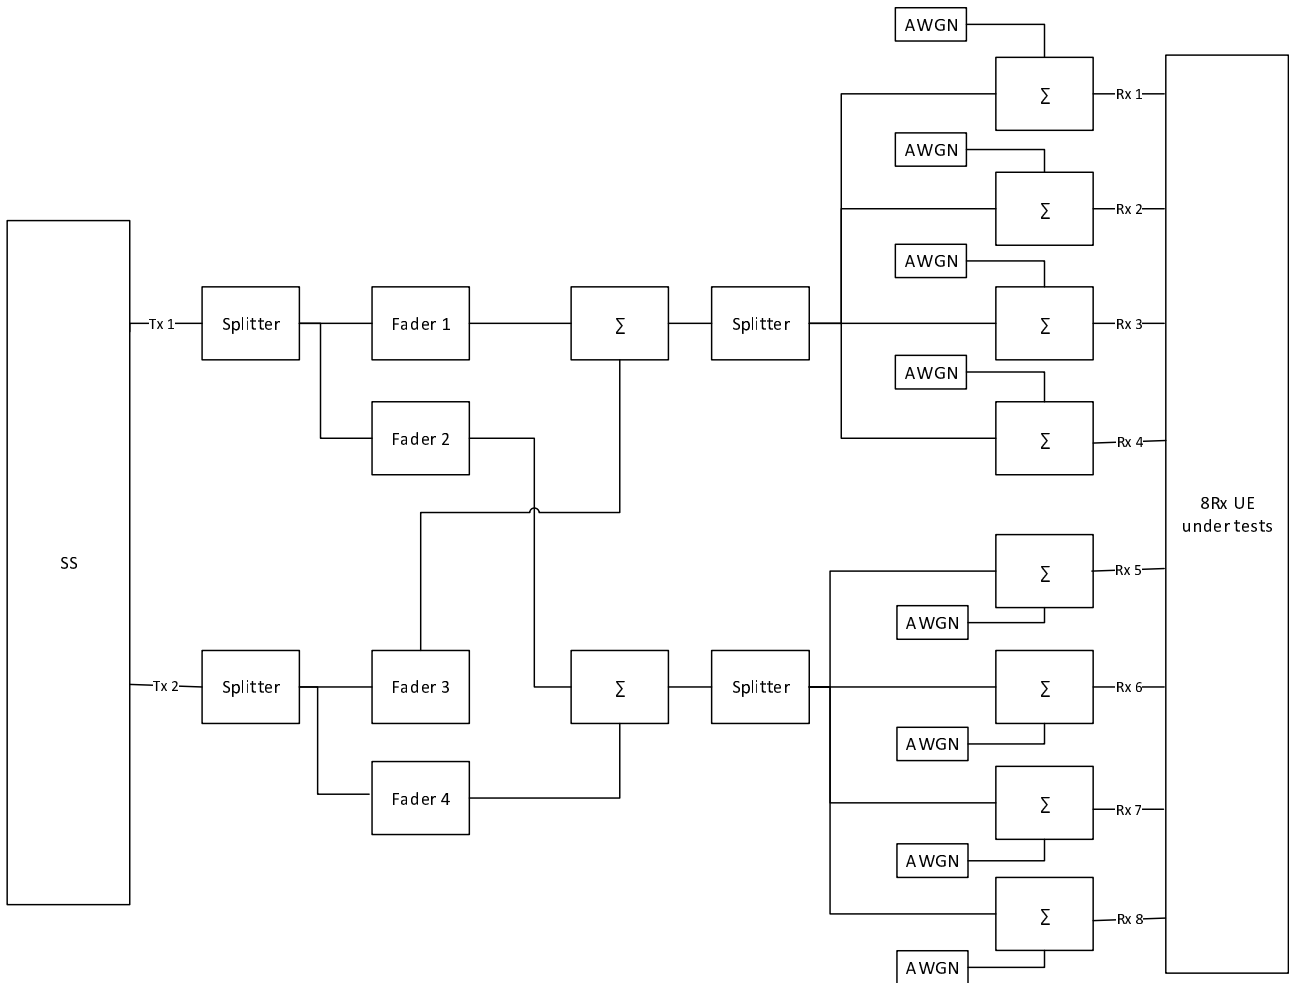 AWGN
∑
Rx 1
AWGN
∑
Rx 2
AWGN
Tx 1
Splitter
Fader 1
∑
Splitter
∑
Rx 3
AWGN
Fader 2
∑
Rx 4
8Rx UE
under tests
SS
∑
Rx 5
AWGN
Tx 2
Splitter
Fader 3
∑
Splitter
∑
Rx 6
AWGN
Fader 4
∑
Rx 7
AWGN
∑
Rx 8
AWGN